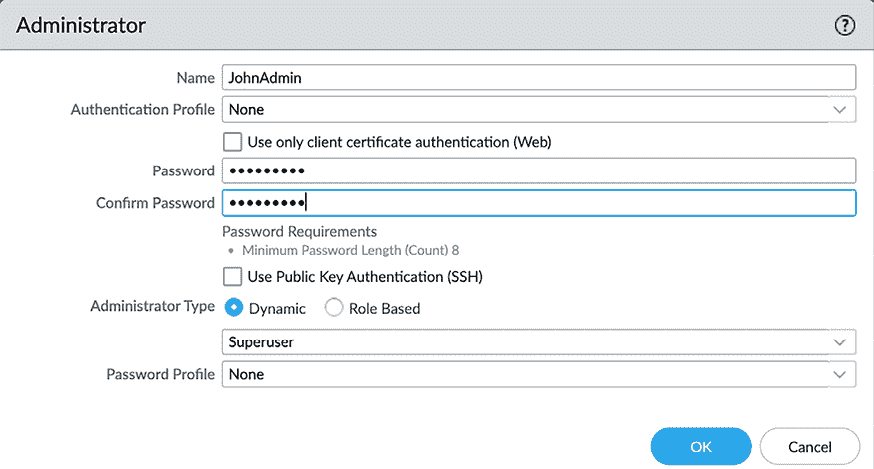 Administrator ?
Name JohnAdmin
Authentication Profile None
Use only client certificate authentication (Web)
Password •••••••••
Confirm Password •••••••••
Password Requirements
• Minimum Password Length (Count) 8
Use Public Key Authentication (SSH)
Administrator Type Dynamic Role Based
Superuser
Password Profile None
OK Cancel